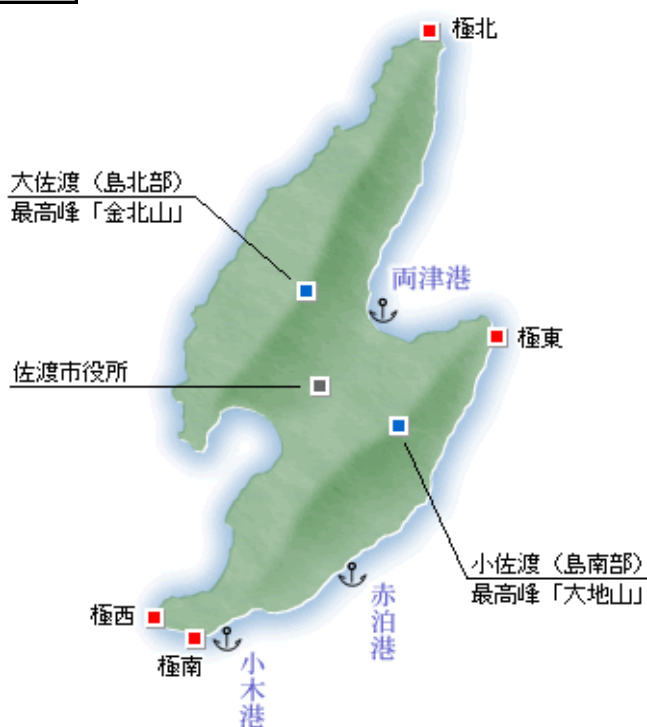 極北
大佐渡（島北部）
最高峰「金北山」
両津港
極東
佐渡市役所
小佐渡（島南部）
最高峰「大地山」
赤泊港
極西
極南
小木港